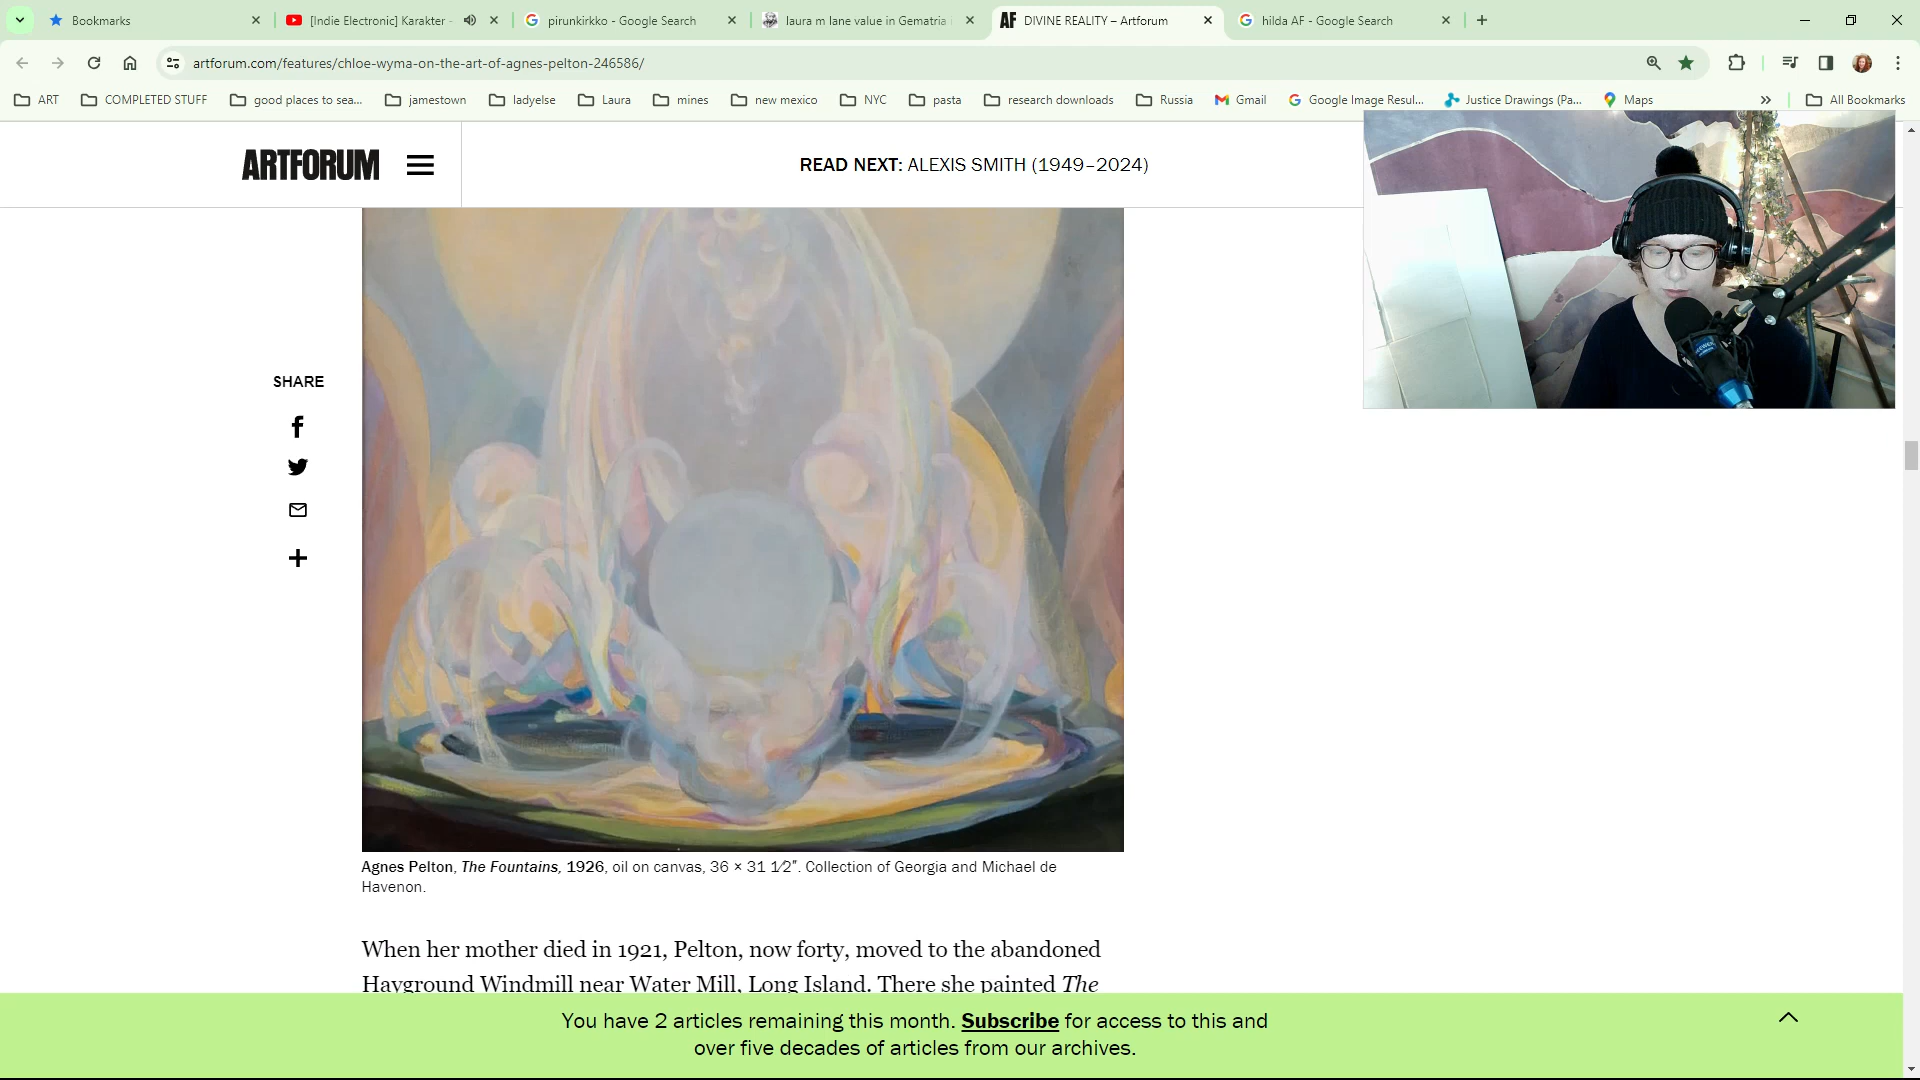 Bookmarks
[Indie Electronic] Karakter -
pirunkirkko - Google Search
laura m lane value in Gematria
AF DIVINE REALITY – Artforum
hilda AF - Google Search
artforum.com/features/chloe-wyma-on-the-art-of-agnes-pelton-246586/
ART
COMPLETED STUFF
good places to sea...
jamestown
ladyelse
Laura
mines
new mexico
NYC
pasta
research downloads
Russia
Gmail
Google Image Resul...
Justice Drawings (Pa...
Maps
»
All Bookmarks
ARTFORUM
READ NEXT: ALEXIS SMITH (1949–2024)
SHARE
Agnes Pelton, The Fountains, 1926, oil on canvas, 36 × 31 1⁄2". Collection of Georgia and Michael de
Havenon.
When her mother died in 1921, Pelton, now forty, moved to the abandoned
Hayground Windmill near Water Mill, Long Island. There she painted The
You have 2 articles remaining this month. Subscribe for access to this and
over five decades of articles from our archives.